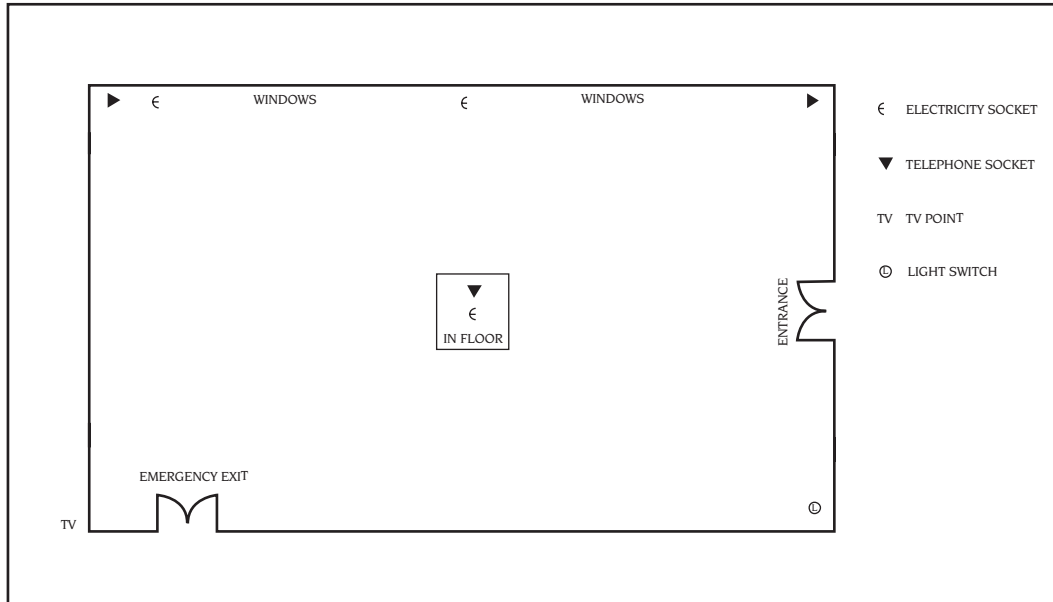 WINDOWS
WINDOWS
ELECTRICITY SOCKET
TELEPHONE SOCKET
TV TV POINT
L LIGHT SWITCH
ENTRANCE
IN FLOOR
EMERGENCY EXIT
TV
L